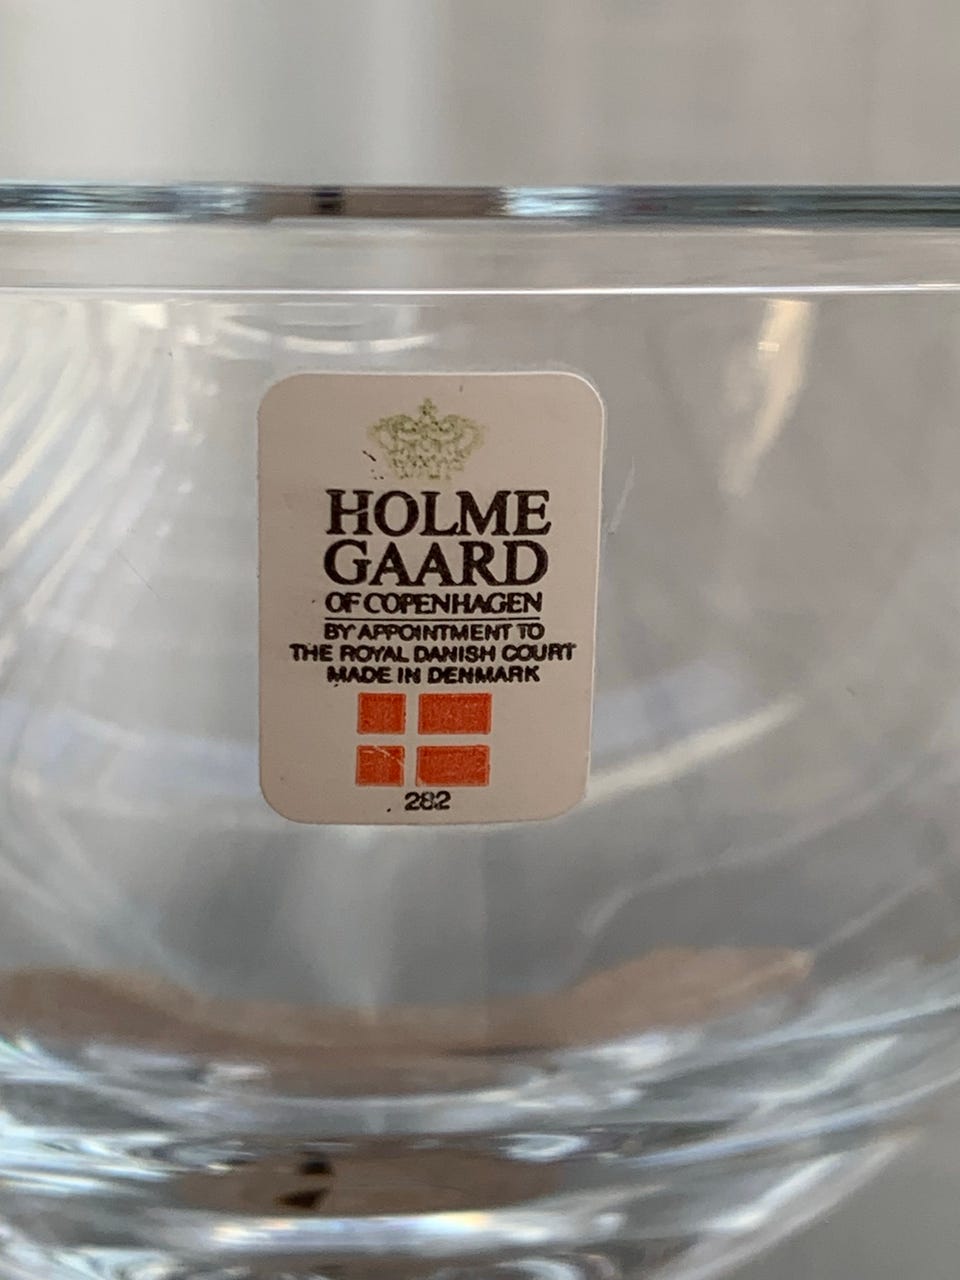 HOLME
GAARD
OF COPENHAGEN
BY APPOINTMENT TO
THE ROYAL DANISH COURT
MADE IN DENMARK
282